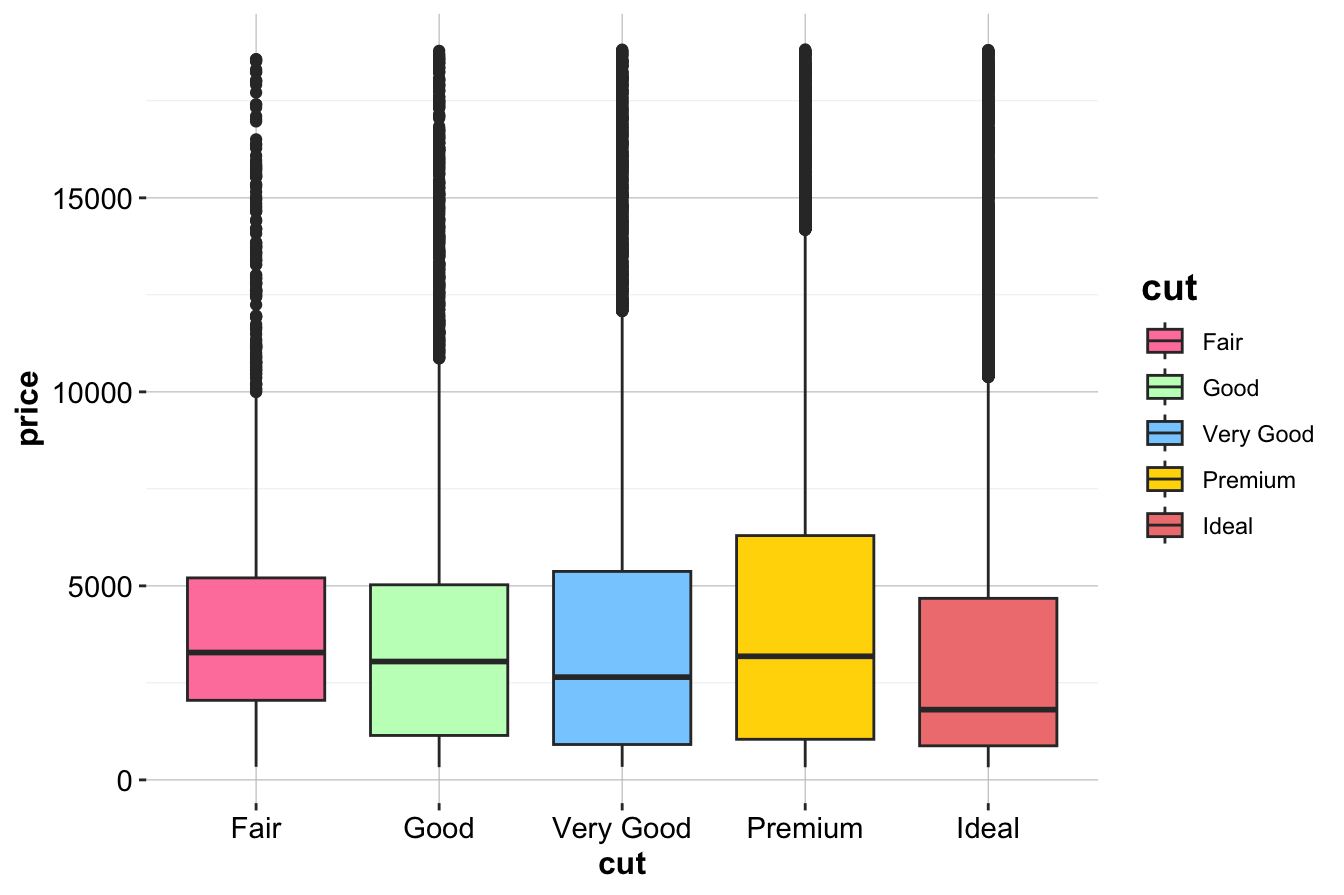 price
15000
10000
5000
0
Fair Good Very Good Premium Ideal
cut
cut
Fair
Good
Very Good
Premium
Ideal